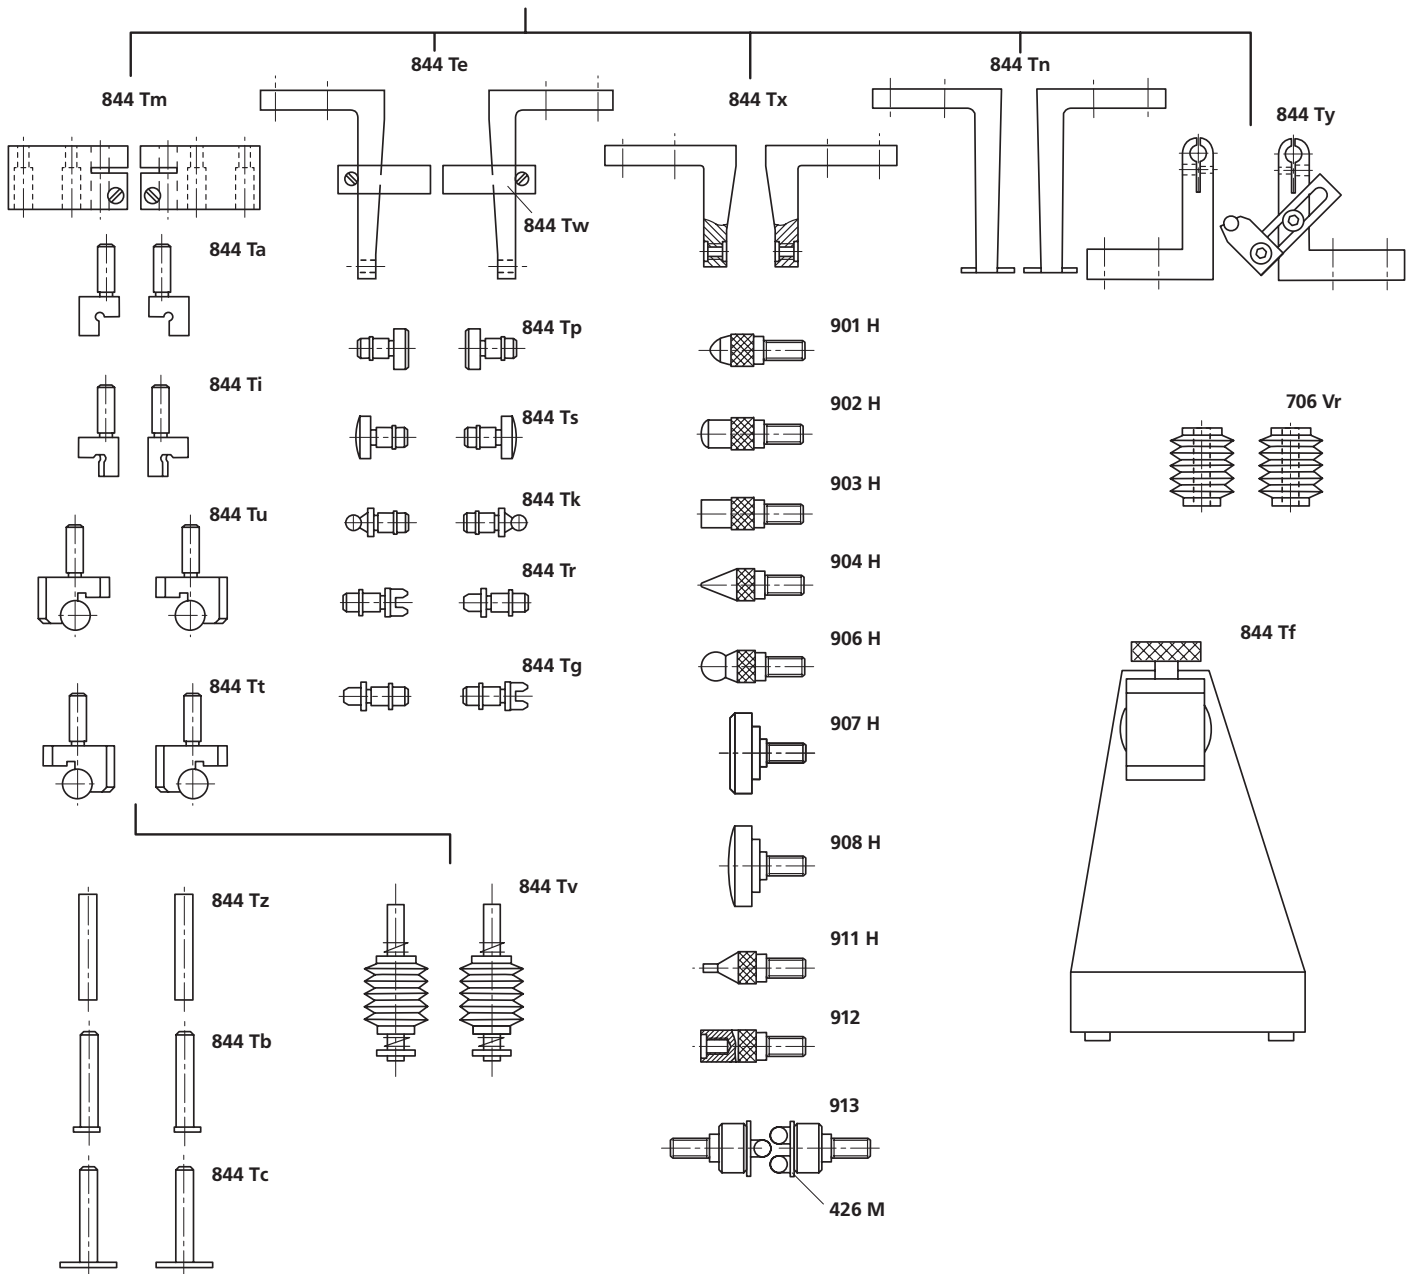 844 Te
844 Tn
844 Tm
844 Tx
844 Ty
844 Tw
844 Ta
844 Tp
901 H
844 Ti
902 H
706 Vr
844 Ts
903 H
844 Tu
844 Tk
904 H
844 Tr
906 H
844 Tf
844 Tt
844 Tg
907 H
908 H
844 Tz
844 Tv
911 H
912
844 Tb
913
844 Tc
426 M